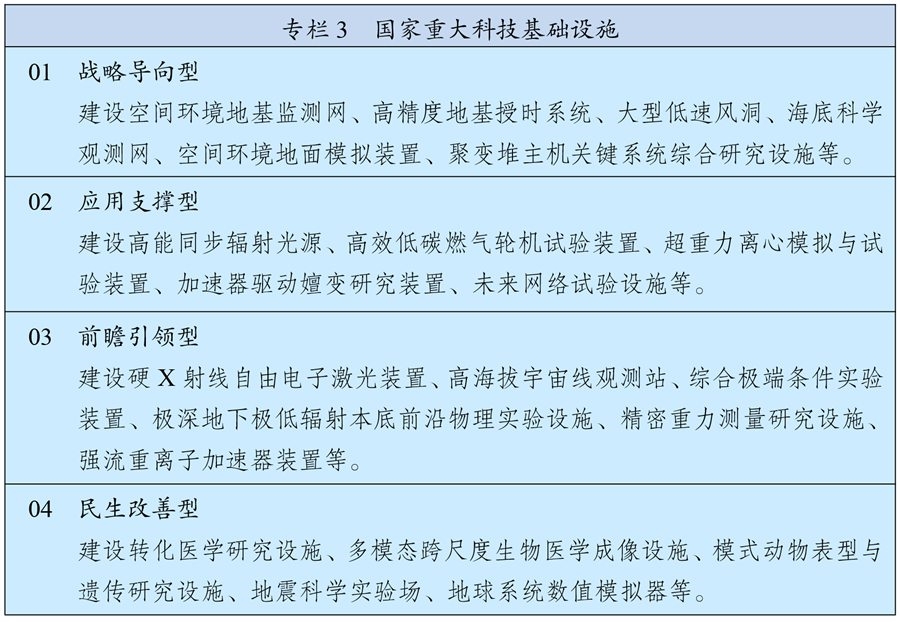 专栏 3 国家重大科技基础设施
01 战略导向型
建设空间环境地基监测网、高精度地基授时系统、大型低速风洞、海底科学
观测网、空间环境地面模拟装置、聚变堆主机关键系统综合研究设施等。
02 应用支撑型
建设高能同步辐射光源、高效低碳燃气轮机试验装置、超重力离心模拟与试
验装置、加速器驱动嬗变研究装置、未来网络试验设施等。
03 前瞻引领型
建设硬 X 射线自由电子激光装置、高海拔宇宙线观测站、综合极端条件实验
装置、极深地下极低辐射本底前沿物理实验设施、精密重力测量研究设施、
强流重离子加速器装置等。
04 民生改善型
建设转化医学研究设施、多模态跨尺度生物医学成像设施、模式动物表型与
遗传研究设施、地震科学实验场、地球系统数值模拟器等。